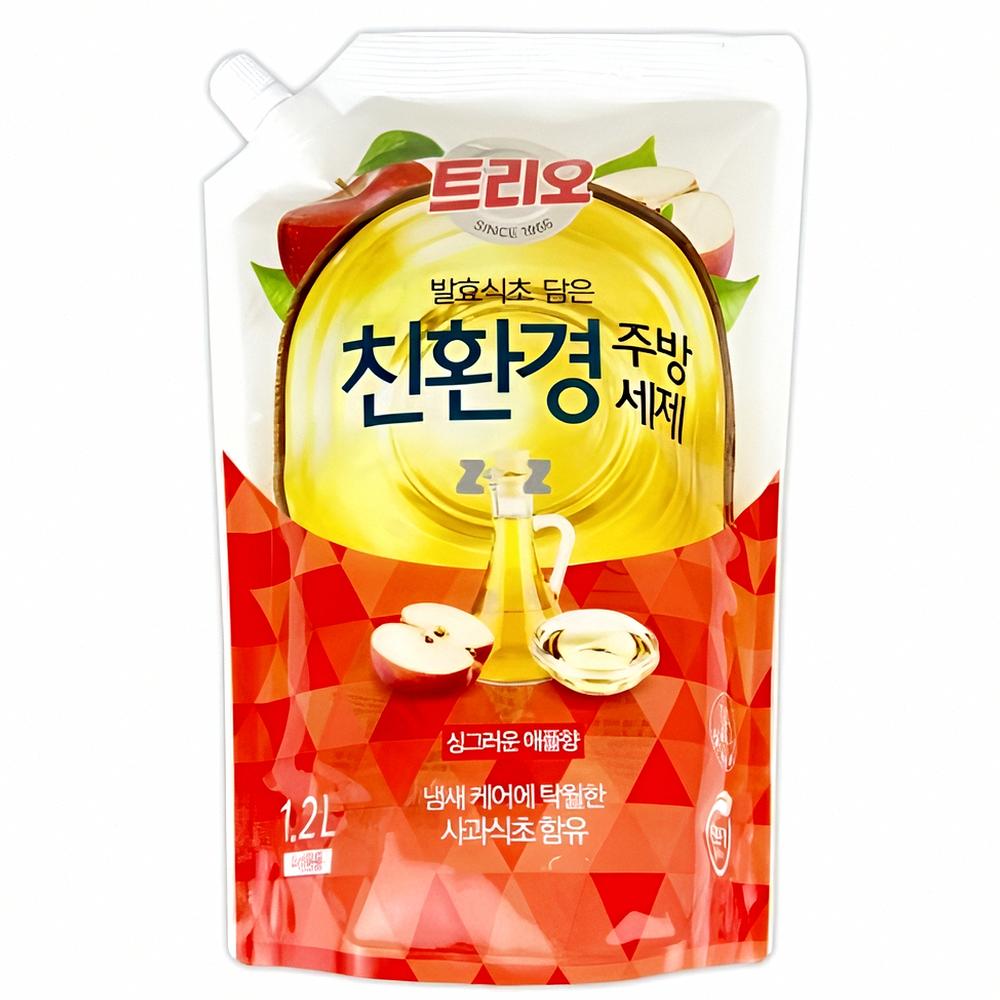 트리오
SINCE 1966
발효식초 담은
친환경
주방
세제
싱그러운 애플향
냄새 케어에 탁월한
사과식초 함유
1.2L